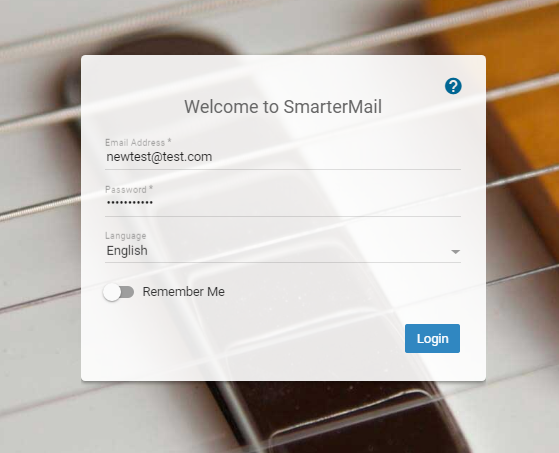 ?
Welcome to SmarterMail
Email Address *
newtest@test.com
Password *
•••••••••••
Language
English
Remember Me
Login